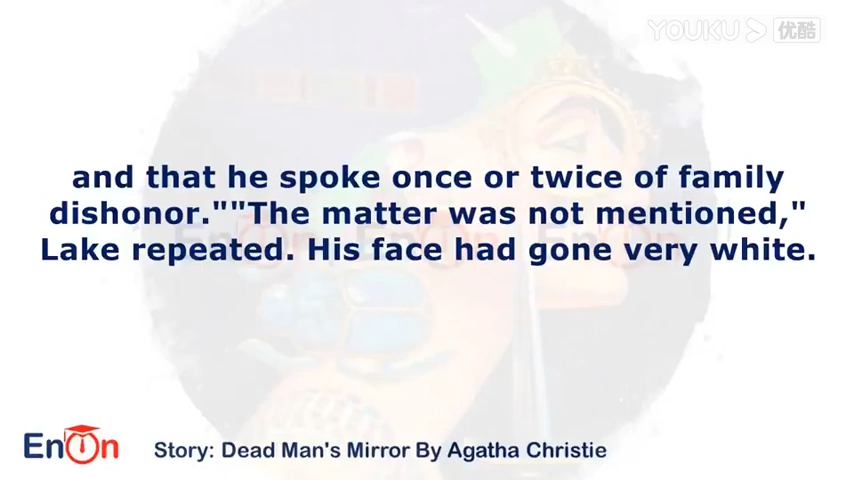 YOUKU 优酷
and that he spoke once or twice of family
dishonor.""The matter was not mentioned,"
Lake repeated. His face had gone very white.
EnOn
Story: Dead Man's Mirror By Agatha Christie